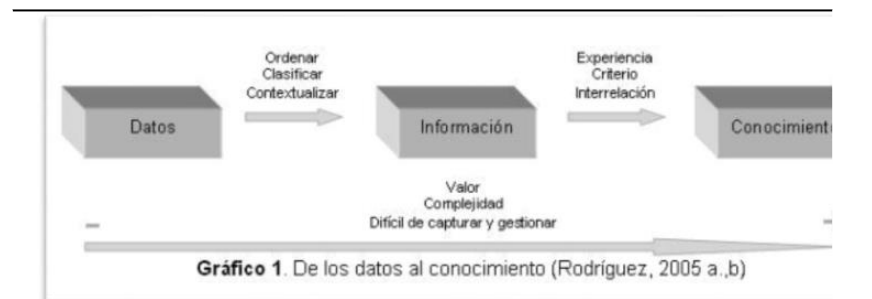 Ordenar
Clasificar
Contextualizar
Experiencia
Criterio
Interrelación
Datos
Información
Conocimient
Valor
Complejidad
Difícil de capturar y gestionar
Gráfico 1. De los datos al conocimiento (Rodríguez, 2005 a.,b)